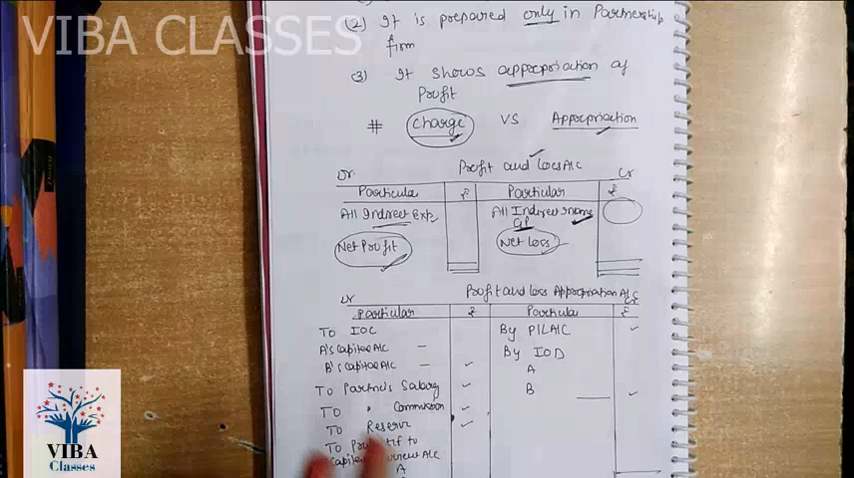 VIBA CLASSES
(2) It is prepared only in Partnership
firm
(3) It shows appropriation of
Profit
# Charge VS Appropriation
Dr Profit and Loss A/C Cr
Particular ₹ Particular ₹
All Indirect Exp All Indirect
GP
Net Profit Net Loss
Profit and loss Appropriation A/C
Particular ₹ Particular ₹
To IOC By P/L A/C
A's Capital A/C - By IOD
B's Capital A/C - A
To Partner's Salary B
To " Commission
To Reserve
To Profit
A
VIBA
Classes